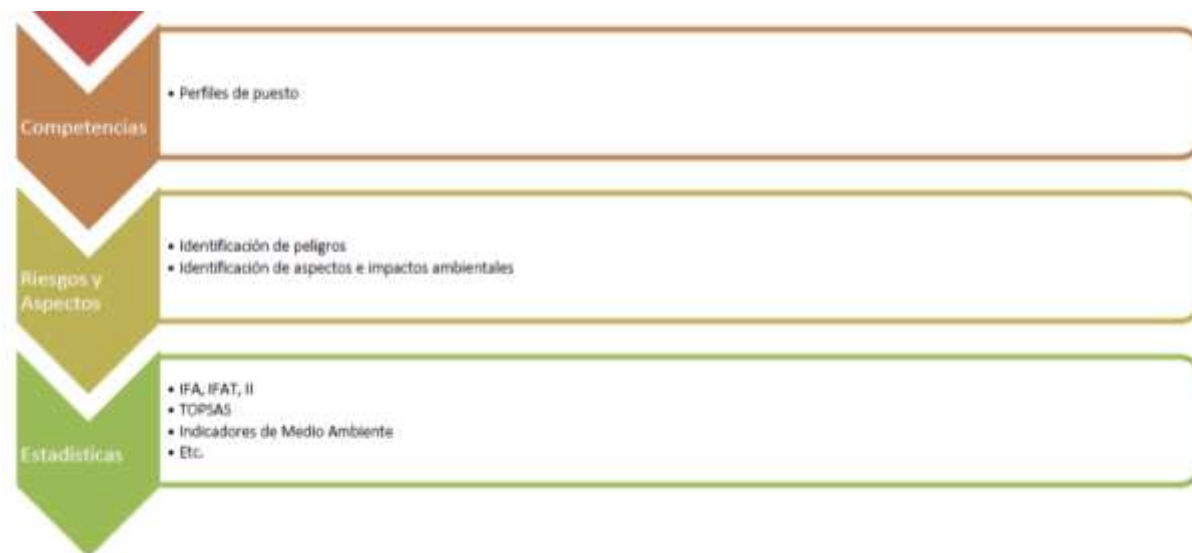 Competencias
• Perfiles de puesto
Riesgos y
Aspectos
• Identificación de peligros
• Identificación de aspectos e impactos ambientales
Estadísticas
• IFA, IFAT, II
• TOPSAS
• Indicadores de Medio Ambiente
• Etc.